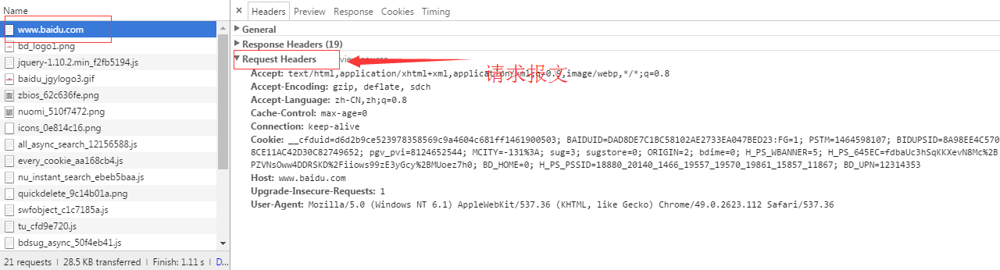 Name
www.baidu.com
bd_logo1.png
jquery-1.10.2.min_f2fb5194.js
baidu_jgylogo3.gif
zbios_62c636fe.png
nuomi_510f7472.png
icons_0e814c16.png
all_async_search_12156588.js
every_cookie_aa168cb4.js
nu_instant_search_ebeb5baa.js
quickdelete_9c14b01a.png
swfobject_c1c7185a.js
tu_cfd9e720.js
bdsug_async_50f4eb41.js
21 requests | 28.5 KB transferred | Finish: 1.11 s | D...
× Headers Preview Response Cookies Timing
General
Response Headers (19)
Request Headers view source
请求报文
Accept: text/html,application/xhtml+xml,application/xml;q=0.9,image/webp,*/*;q=0.8
Accept-Encoding: gzip, deflate, sdch
Accept-Language: zh-CN,zh;q=0.8
Cache-Control: max-age=0
Connection: keep-alive
Cookie: __cfduid=d6d2b9ce523978358569c9a4604c681ff1461900503; BAIDUID=DAD8DE7C1BC58102AE2733EA047BED23:FG=1; PSTM=1464598107; BIDUPSID=8A98EE4C570
8CE11AC42D30C82749652; pgv_pvi=8124652544; MCITY=-131%3A; sug=3; sugstore=0; ORIGIN=2; bdime=0; H_PS_WBANNER=5; H_PS_645EC=fdbaUc3hSqKKXevN8Mc%2B
PZVNsOww4DDRSKD%2Fiiows99zE3yGcy%2BMUoez7h0; BD_HOME=0; H_PS_PSSID=18880_20140_1466_19557_19570_19861_15857_11867; BD_UPN=12314353
Host: www.baidu.com
Upgrade-Insecure-Requests: 1
User-Agent: Mozilla/5.0 (Windows NT 6.1) AppleWebKit/537.36 (KHTML, like Gecko) Chrome/49.0.2623.112 Safari/537.36